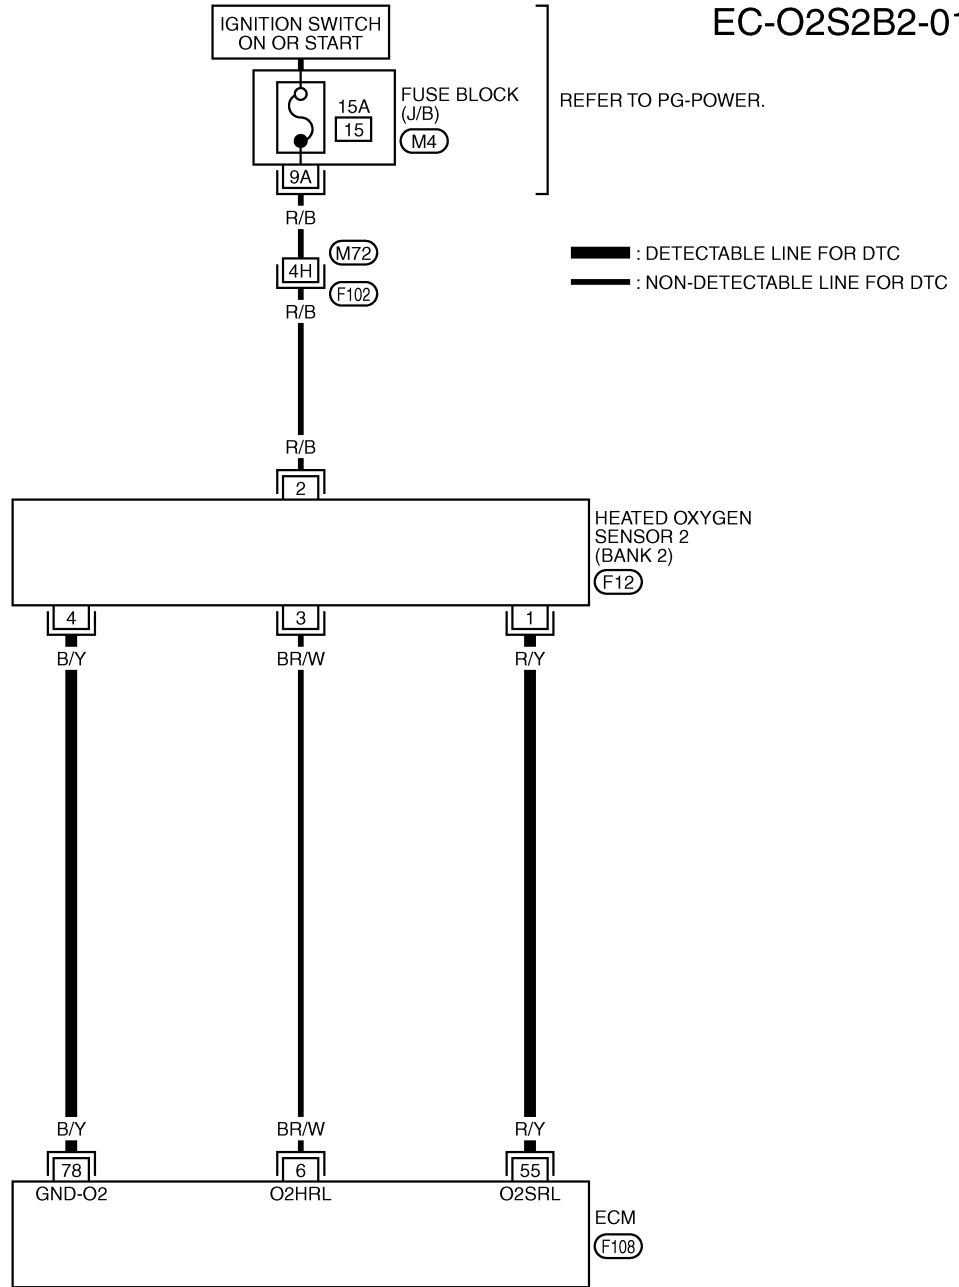 EC-O2S2B2-01
IGNITION SWITCH
ON OR START
15A
15
FUSE BLOCK
(J/B)
M4
REFER TO PG-POWER.
9A
R/B
M72
4H
F102
R/B
: DETECTABLE LINE FOR DTC
: NON-DETECTABLE LINE FOR DTC
R/B
2
HEATED OXYGEN
SENSOR 2
(BANK 2)
F12
4 3 1
B/Y BR/W R/Y
B/Y BR/W R/Y
78 6 55
GND-O2 O2HRL O2SRL
ECM
F108